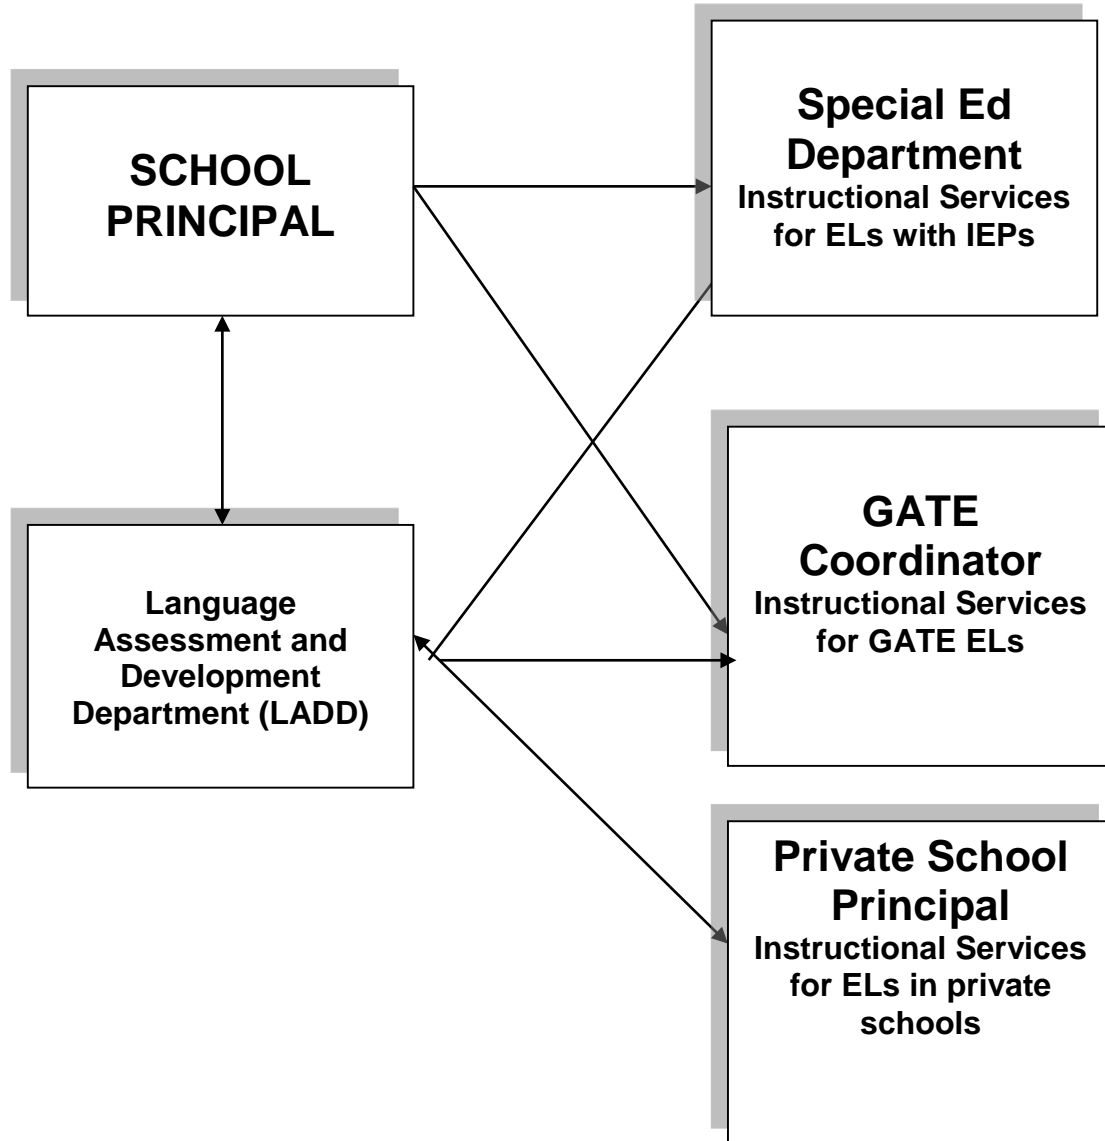 SCHOOL
PRINCIPAL
Special Ed
Department
Instructional Services
for ELs with IEPs
Language
Assessment and
Development
Department (LADD)
GATE
Coordinator
Instructional Services
for GATE ELs
Private School
Principal
Instructional Services
for ELs in private
schools